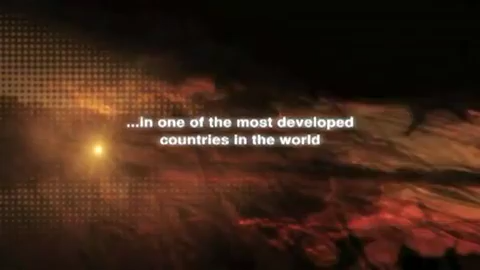 ...in one of the most developed
countries in the world